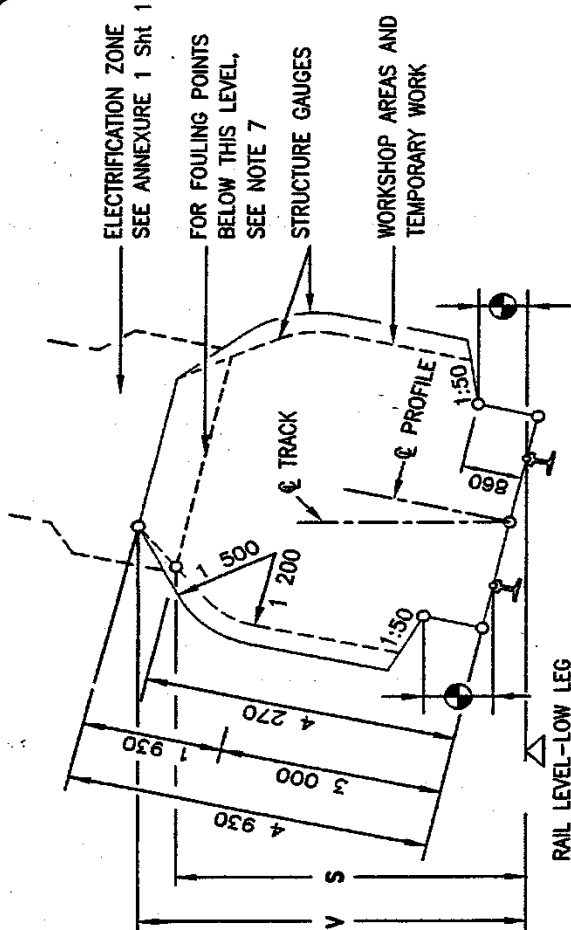 ELECTRIFICATION ZONE
SEE ANNEXURE 1 Sht 1
FOR FOULING POINTS
BELOW THIS LEVEL,
SEE NOTE 7
STRUCTURE GAUGES
WORKSHOP AREAS AND
TEMPORARY WORK
℄ TRACK
℄ PROFILE
1:50
860
1 500
1 200
1:50
4 270
1 930
3 000
4 930
S
V
RAIL LEVEL-LOW LEG